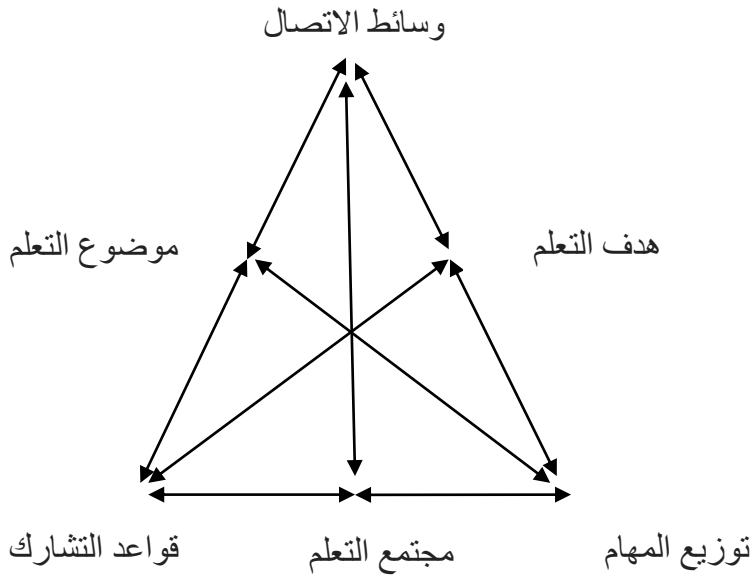 وسائط الاتصال
هدف التعلم
موضوع التعلم
توزيع المهام
مجتمع التعلم
قواعد التشارك